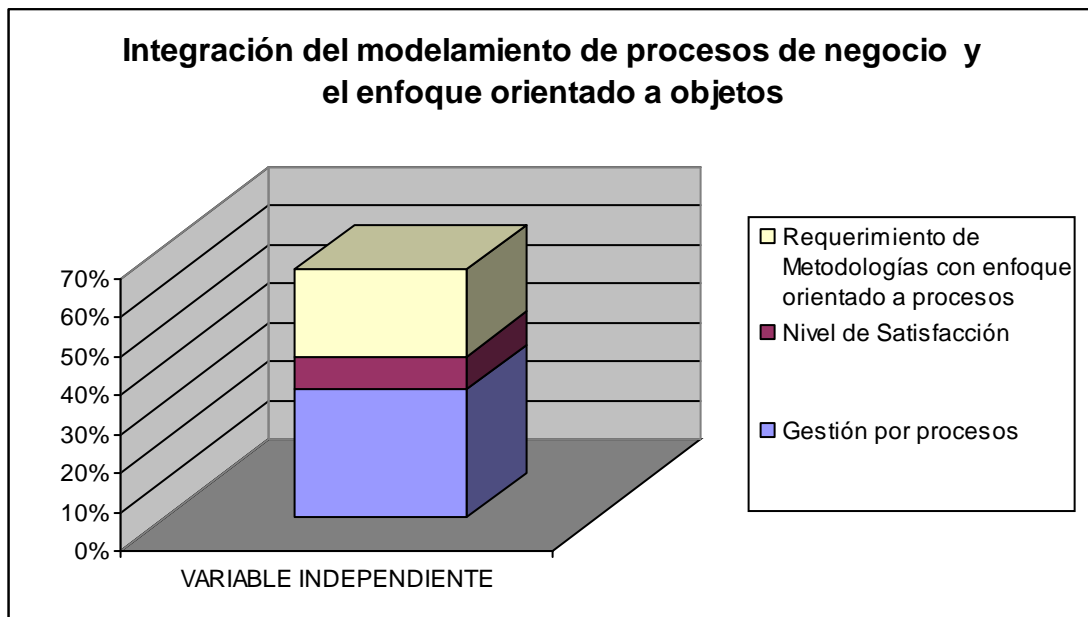 Integración del modelamiento de procesos de negocio y
el enfoque orientado a objetos
70%
60%
50%
40%
30%
20%
10%
0%
VARIABLE INDEPENDIENTE
Requerimiento de
Metodologías con enfoque
orientado a procesos
Nivel de Satisfacción
Gestión por procesos